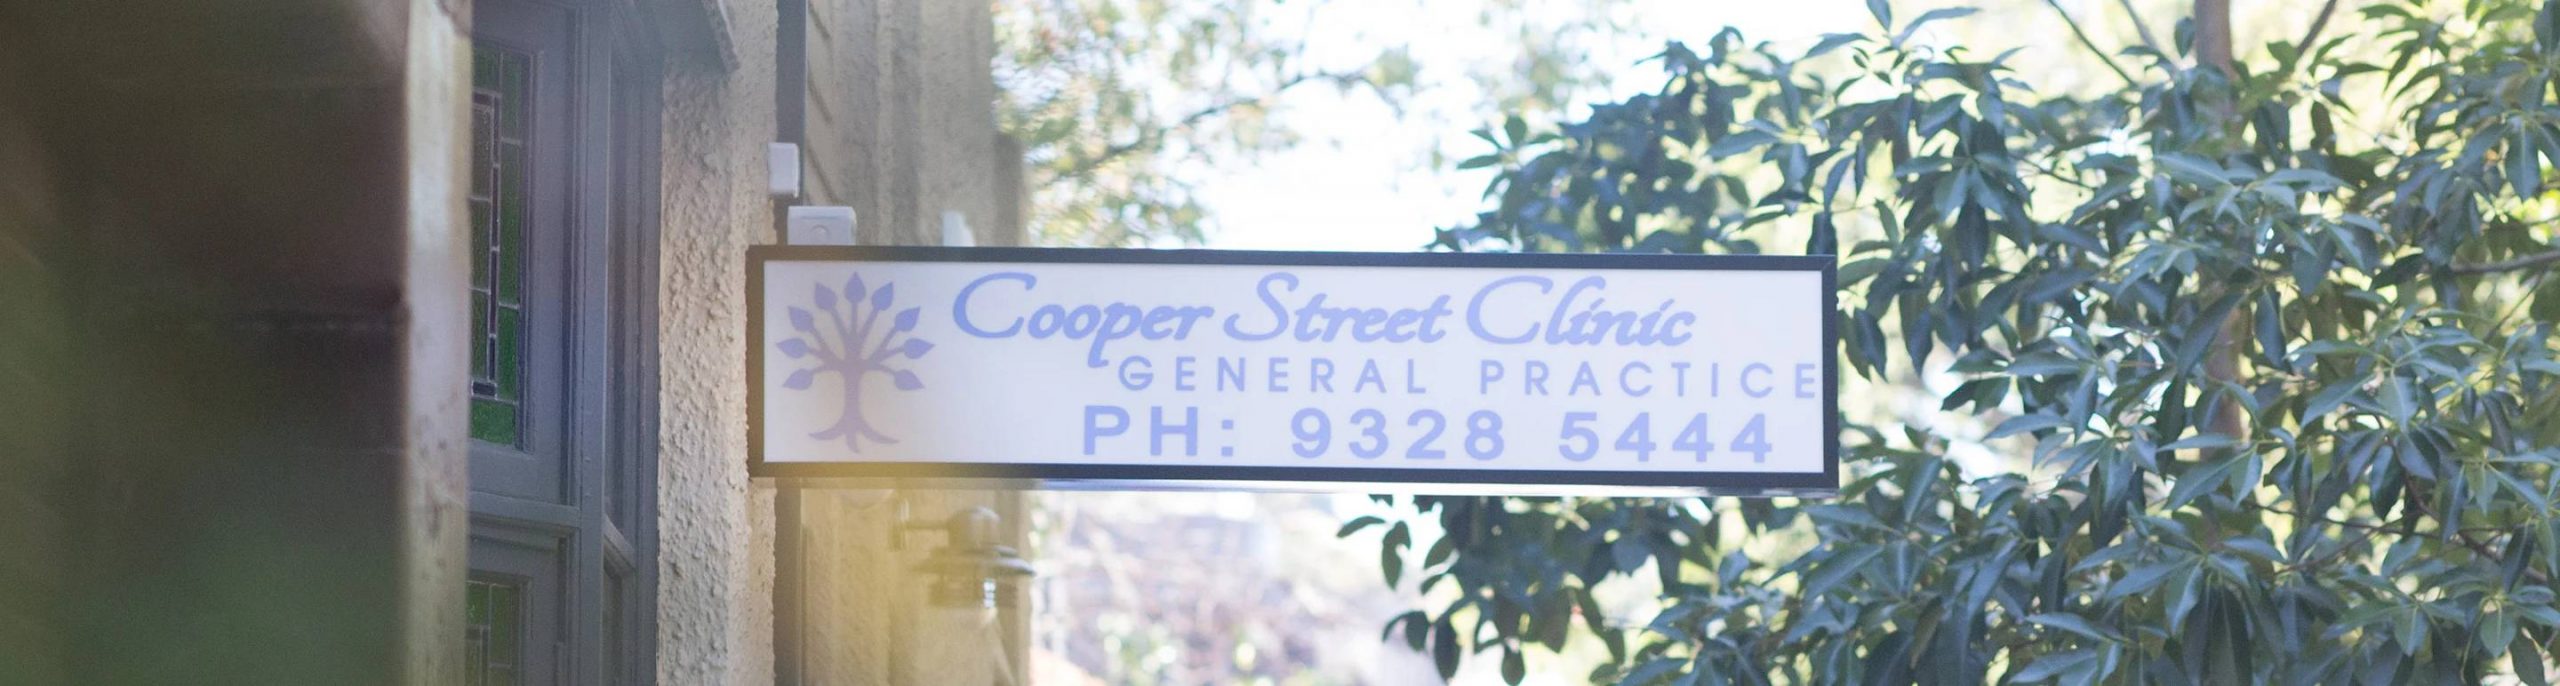 Cooper Street Clinic
GENERAL PRACTICE
PH: 9328 5444